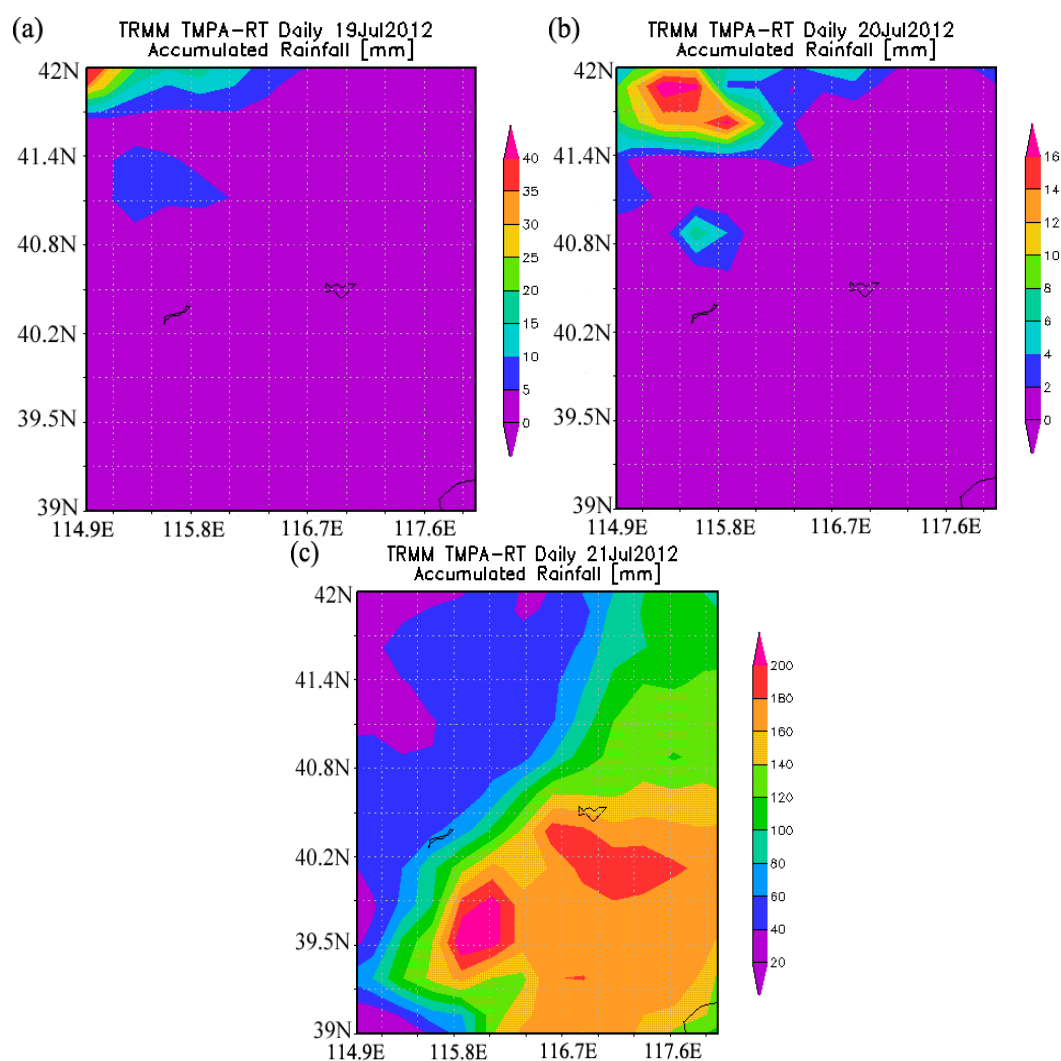 (a)
TRMM TMPA-RT Daily 19Jul2012
Accumulated Rainfall [mm]
42N
41.4N
40.8N
40.2N
39.5N
39N
114.9E
115.8E
116.7E
117.6E
40
35
30
25
20
15
10
5
0
(b)
TRMM TMPA-RT Daily 20Jul2012
Accumulated Rainfall [mm]
42N
41.4N
40.8N
40.2N
39.5N
39N
114.9E
115.8E
116.7E
117.6E
16
14
12
10
8
6
4
2
0
(c)
TRMM TMPA-RT Daily 21Jul2012
Accumulated Rainfall [mm]
42N
41.4N
40.8N
40.2N
39.5N
39N
114.9E
115.8E
116.7E
117.6E
200
180
160
140
120
100
80
60
40
20